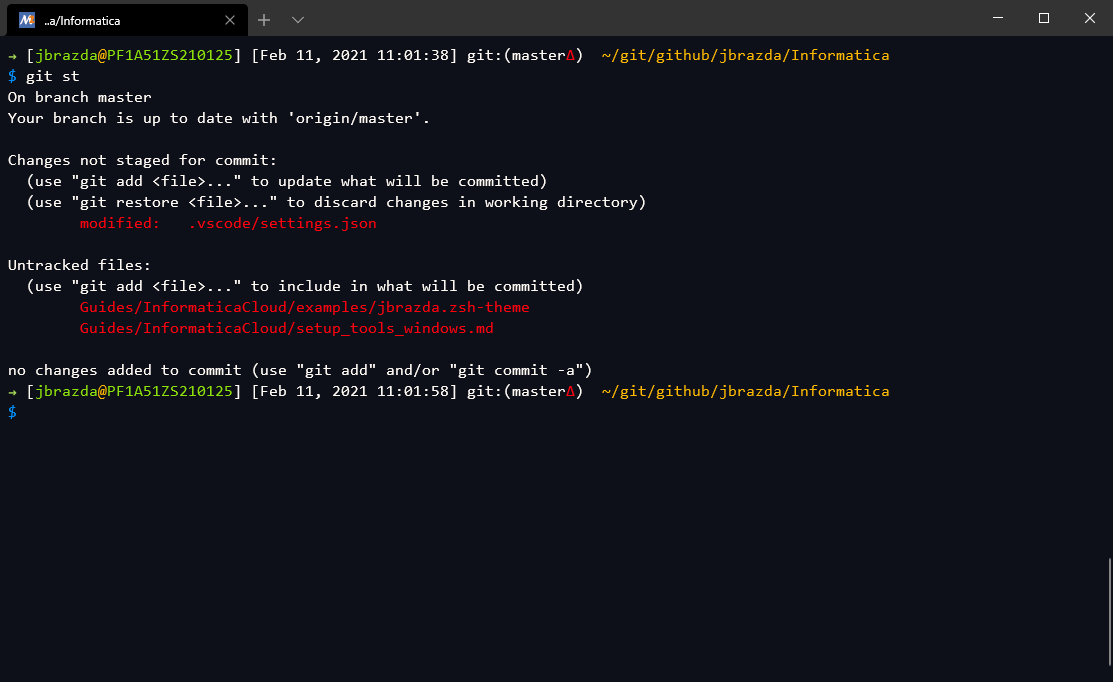 ..a/Informatica
→ [jbrazda@PF1A51ZS210125] [Feb 11, 2021 11:01:38] git:(masterΔ)  ~/git/github/jbrazda/Informatica
$ git st
On branch master
Your branch is up to date with 'origin/master'.

Changes not staged for commit:
  (use "git add <file>..." to update what will be committed)
  (use "git restore <file>..." to discard changes in working directory)
        modified:   .vscode/settings.json

Untracked files:
  (use "git add <file>..." to include in what will be committed)
        Guides/InformaticaCloud/examples/jbrazda.zsh-theme
        Guides/InformaticaCloud/setup_tools_windows.md

no changes added to commit (use "git add" and/or "git commit -a")
→ [jbrazda@PF1A51ZS210125] [Feb 11, 2021 11:01:58] git:(masterΔ)  ~/git/github/jbrazda/Informatica
$